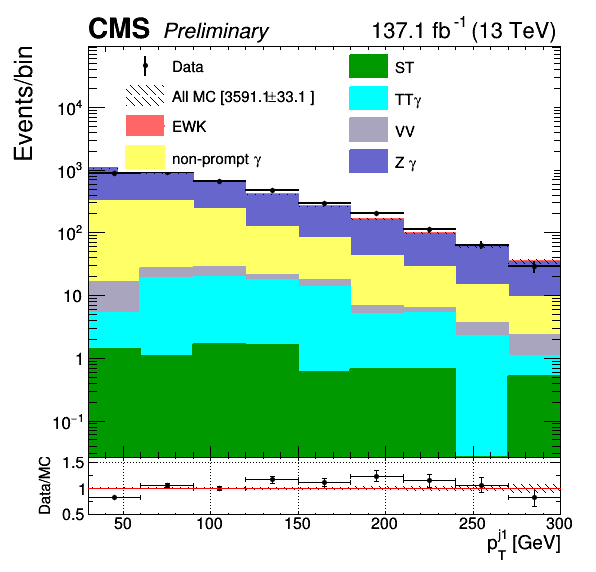 CMS Preliminary 137.1 fb⁻¹ (13 TeV)
Events/bin
Data
All MC [3591.1±33.1 ]
EWK
non-prompt γ
ST
TTγ
VV
Z γ
10⁴
10³
10²
10
1
10⁻¹
Data/MC
1.5
1
0.5
50 100 150 200 250 300
p_T^j1 [GeV]